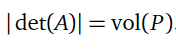 | det(A)| = vol(P).